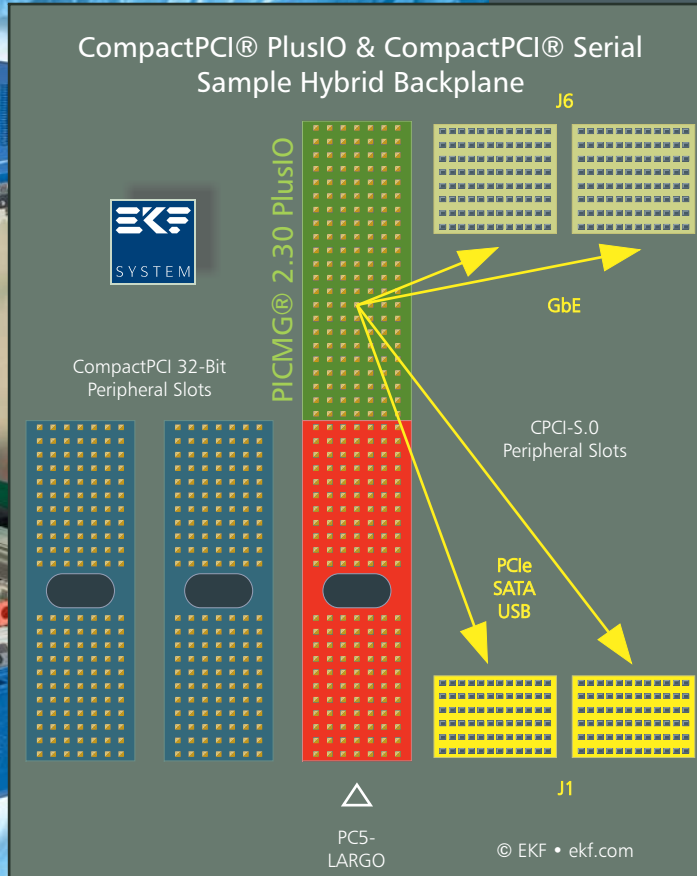 CompactPCI® PlusIO & CompactPCI® Serial
Sample Hybrid Backplane
J6
PICMG® 2.30 PlusIO
EKF
SYSTEM
GbE
CompactPCI 32-Bit
Peripheral Slots
CPCI-S.0
Peripheral Slots
PCIe
SATA
USB
J1
PC5-
LARGO
© EKF • ekf.com